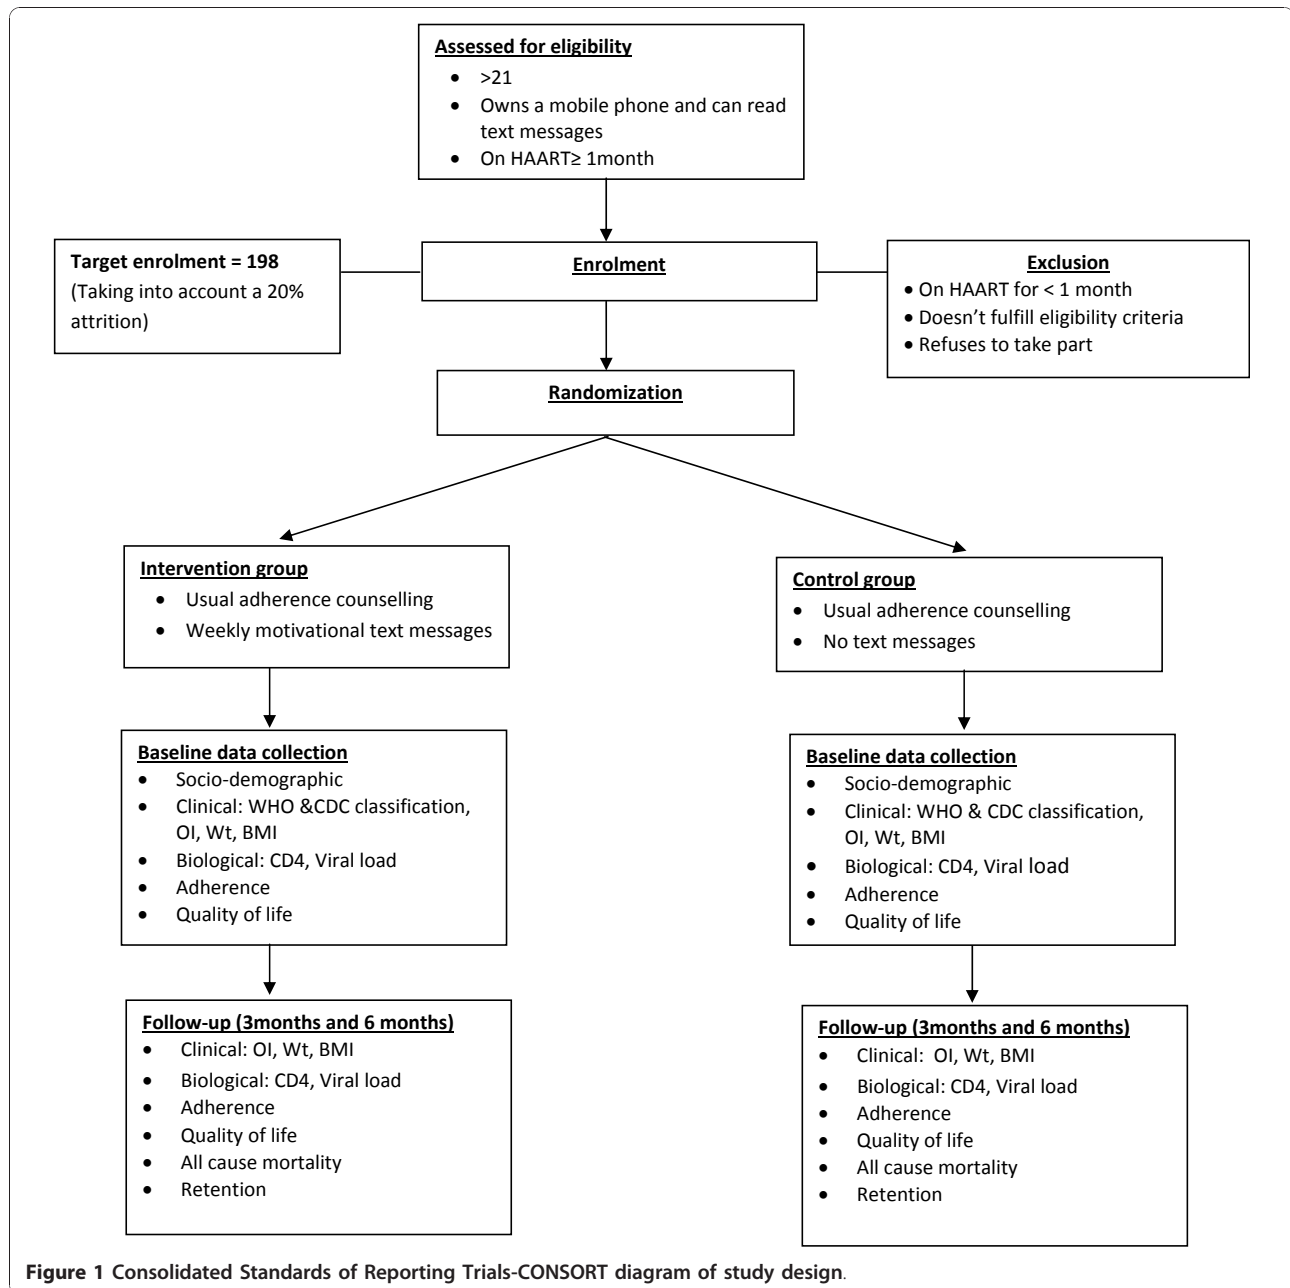 Assessed for eligibility
• >21
• Owns a mobile phone and can read
text messages
• On HAART≥ 1month
Target enrolment = 198
(Taking into account a 20%
attrition)
Enrolment
Exclusion
• On HAART for < 1 month
• Doesn't fulfill eligibility criteria
• Refuses to take part
Randomization
Intervention group
• Usual adherence counselling
• Weekly motivational text messages
Control group
• Usual adherence counselling
• No text messages
Baseline data collection
• Socio-demographic
• Clinical: WHO &CDC classification,
OI, Wt, BMI
• Biological: CD4, Viral load
• Adherence
• Quality of life
Baseline data collection
• Socio-demographic
• Clinical: WHO & CDC classification,
OI, Wt, BMI
• Biological: CD4, Viral load
• Adherence
• Quality of life
Follow-up (3months and 6 months)
• Clinical: OI, Wt, BMI
• Biological: CD4, Viral load
• Adherence
• Quality of life
• All cause mortality
• Retention
Follow-up (3months and 6 months)
• Clinical: OI, Wt, BMI
• Biological: CD4, Viral load
• Adherence
• Quality of life
• All cause mortality
• Retention
Figure 1 Consolidated Standards of Reporting Trials-CONSORT diagram of study design.